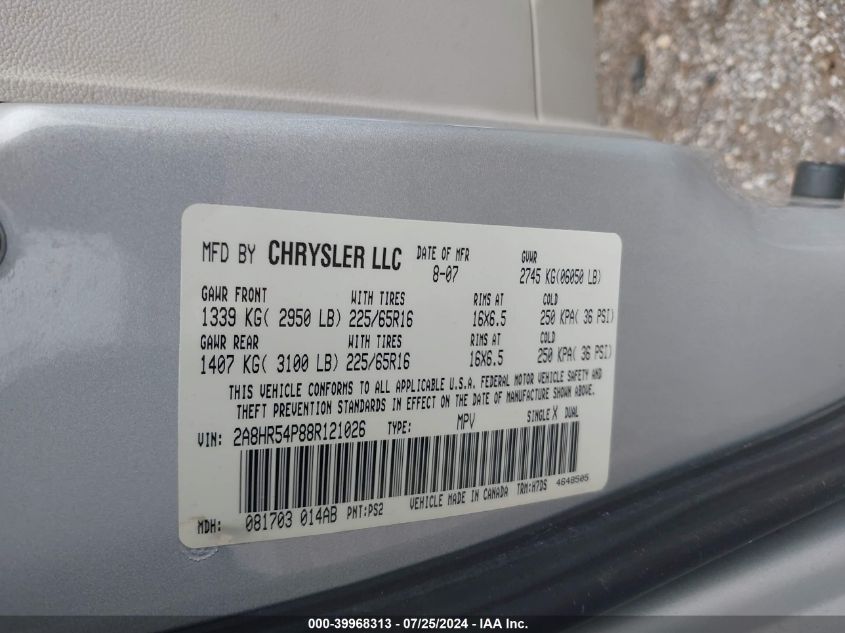 MFD BY CHRYSLER LLC DATE OF MFR GVWR
8-07 2745 KG(06050 LB)
GAWR FRONT WITH TIRES RIMS AT COLD
1339 KG( 2950 LB) 225/65R16 16X6.5 250 KPA( 36 PSI)
GAWR REAR WITH TIRES RIMS AT COLD
1407 KG( 3100 LB) 225/65R16 16X6.5 250 KPA( 36 PSI)
THIS VEHICLE CONFORMS TO ALL APPLICABLE U.S.A. FEDERAL MOTOR VEHICLE SAFETY AND
THEFT PREVENTION STANDARDS IN EFFECT ON THE DATE OF MANUFACTURE SHOWN ABOVE.
VIN: 2A8HR54P88R121026 TYPE: MPV SINGLE X DUAL
MDH: 081703 014AB PNT:PS2 VEHICLE MADE IN CANADA TRM:H7DS 4648505
000-39968313 - 07/25/2024 - IAA Inc.